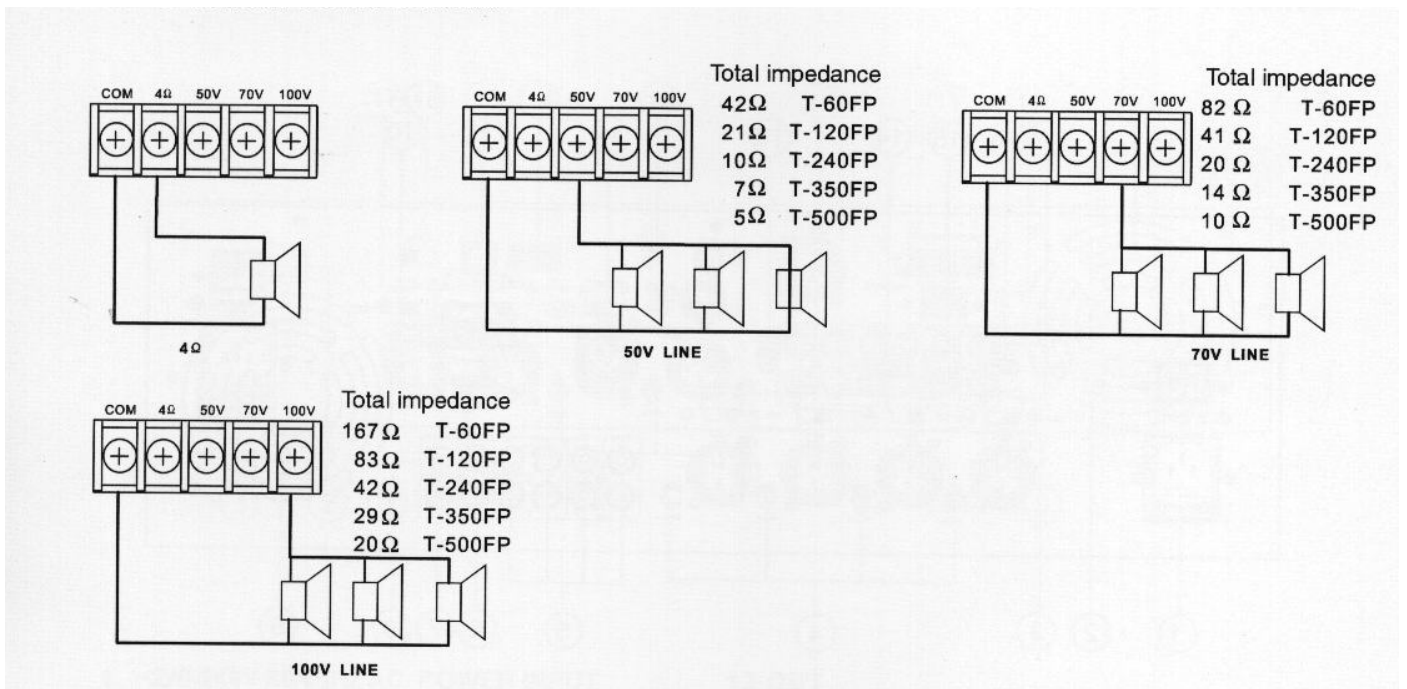 COM 4Ω 50V 70V 100V
4Ω
COM 4Ω 50V 70V 100V
Total impedance
42Ω T-60FP
21Ω T-120FP
10Ω T-240FP
7Ω T-350FP
5Ω T-500FP
50V LINE
COM 4Ω 50V 70V 100V
Total impedance
82 Ω T-60FP
41 Ω T-120FP
20 Ω T-240FP
14 Ω T-350FP
10 Ω T-500FP
70V LINE
COM 4Ω 50V 70V 100V
Total impedance
167Ω T-60FP
83Ω T-120FP
42Ω T-240FP
29Ω T-350FP
20Ω T-500FP
100V LINE